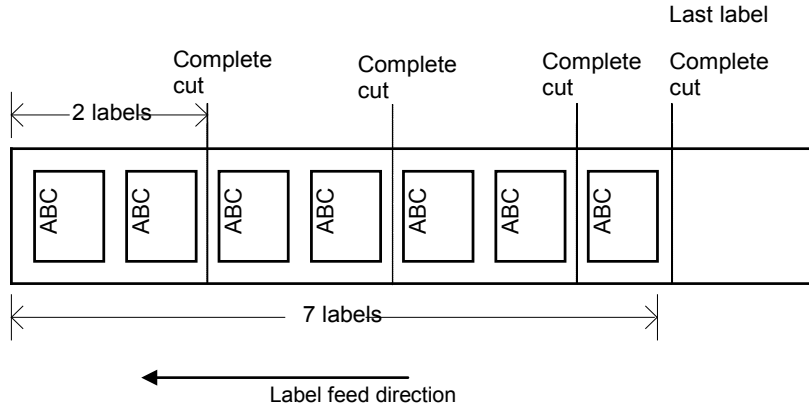 Last label
Complete
cut
Complete
cut
Complete
cut
Complete
cut
2 labels
ABC
ABC
ABC
ABC
ABC
ABC
ABC
7 labels
Label feed direction